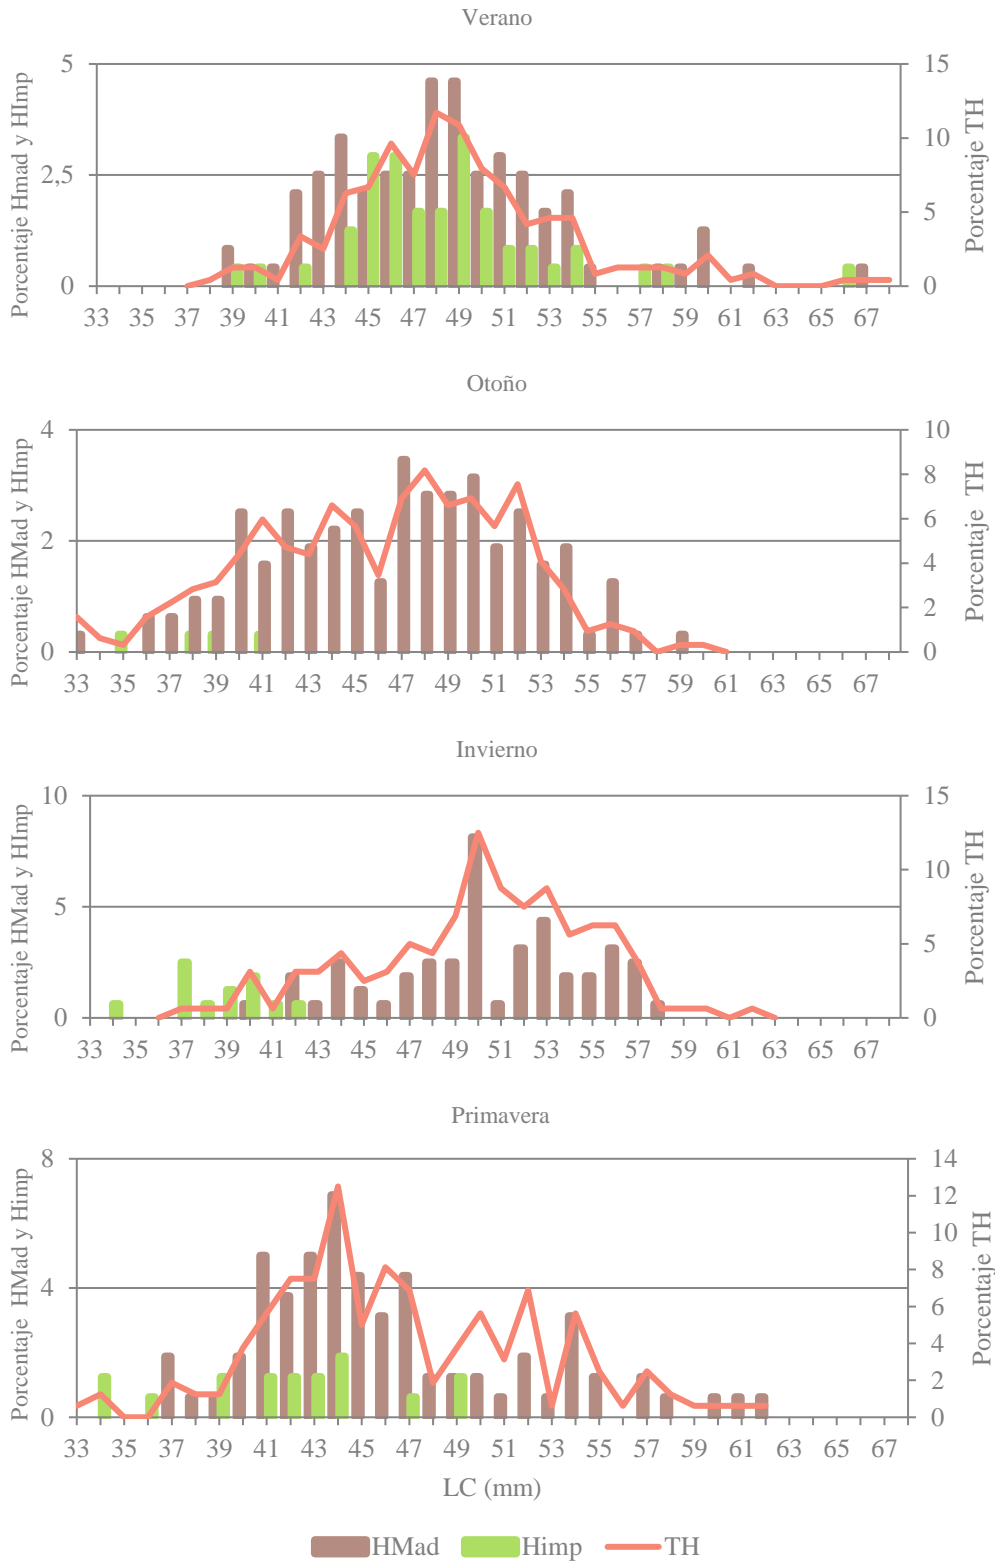 Verano
Porcentaje Hmad y HImp
5
2,5
0
15
10
5
0
Porcentaje TH
33 35 37 39 41 43 45 47 49 51 53 55 57 59 61 63 65 67
Otoño
Porcentaje HMad y HImp
4
2
0
10
8
6
4
2
0
Porcentaje TH
33 35 37 39 41 43 45 47 49 51 53 55 57 59 61 63 65 67
Invierno
Porcentaje HMad y HImp
10
5
0
15
10
5
0
Porcentaje TH
33 35 37 39 41 43 45 47 49 51 53 55 57 59 61 63 65 67
Primavera
Porcentaje HMad y Himp
8
4
0
14
12
10
8
6
4
2
0
Porcentaje TH
33 35 37 39 41 43 45 47 49 51 53 55 57 59 61 63 65 67
LC (mm)
HMad Himp TH